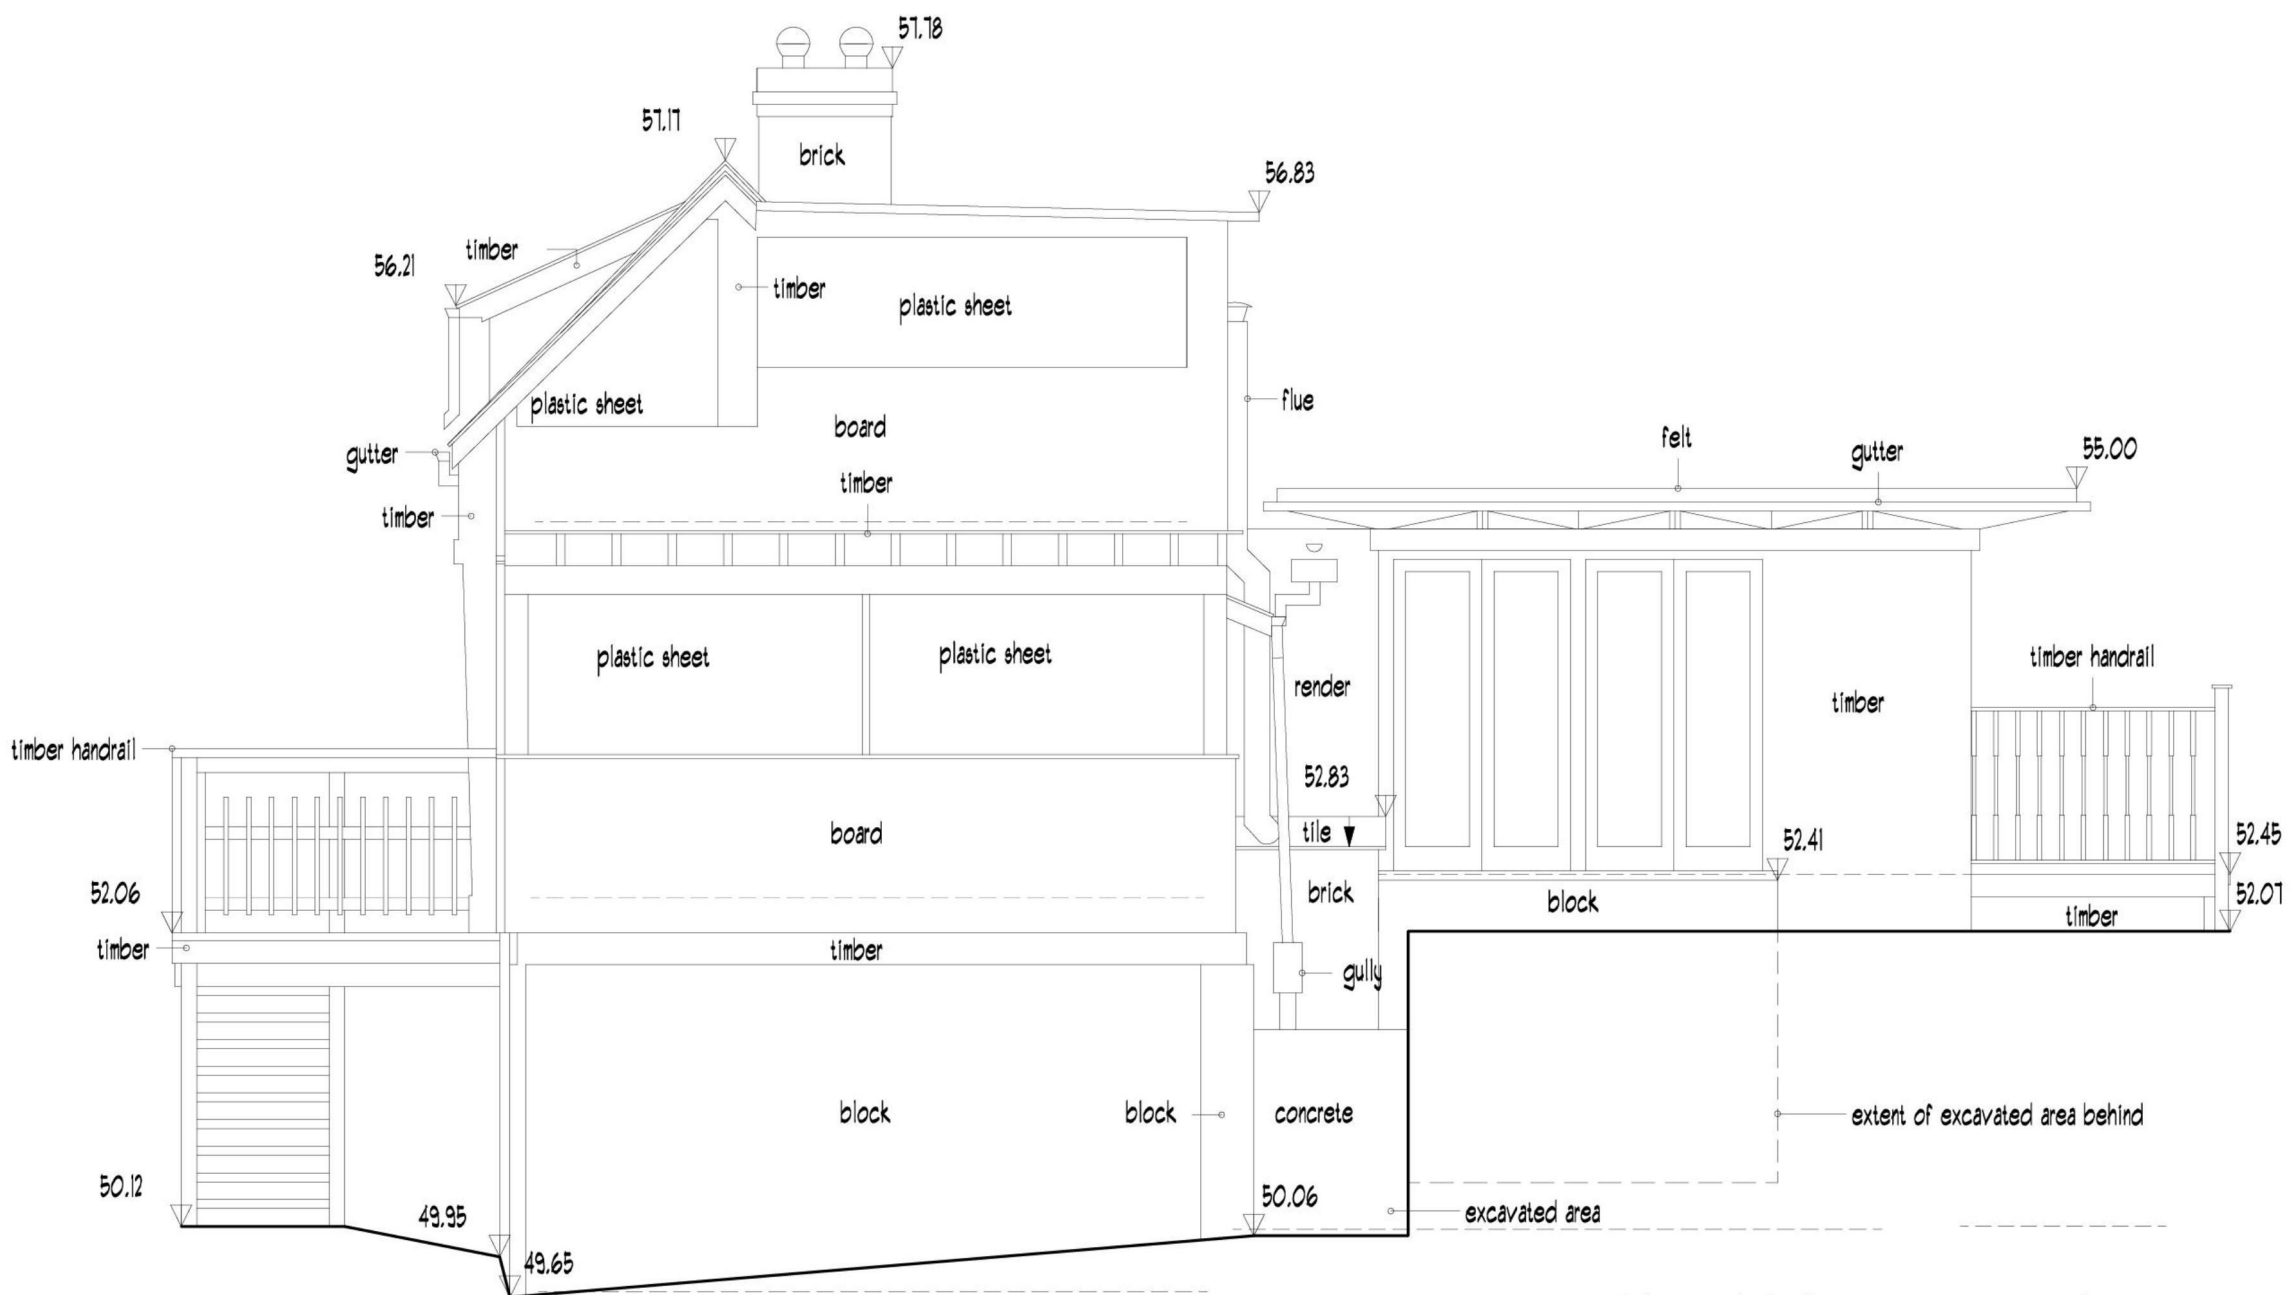 57.78
57.17
brick
56.83
timber
56.21
timber
plastic sheet
plastic sheet
flue
board
felt
gutter
55.00
gutter
timber
timber
plastic sheet
plastic sheet
render
timber handrail
timber
timber handrail
52.83
tile
board
52.41
52.45
52.06
brick
block
52.07
timber
timber
timber
gully
block
block
concrete
extent of excavated area behind
50.12
50.06
49.95
excavated area
49.65